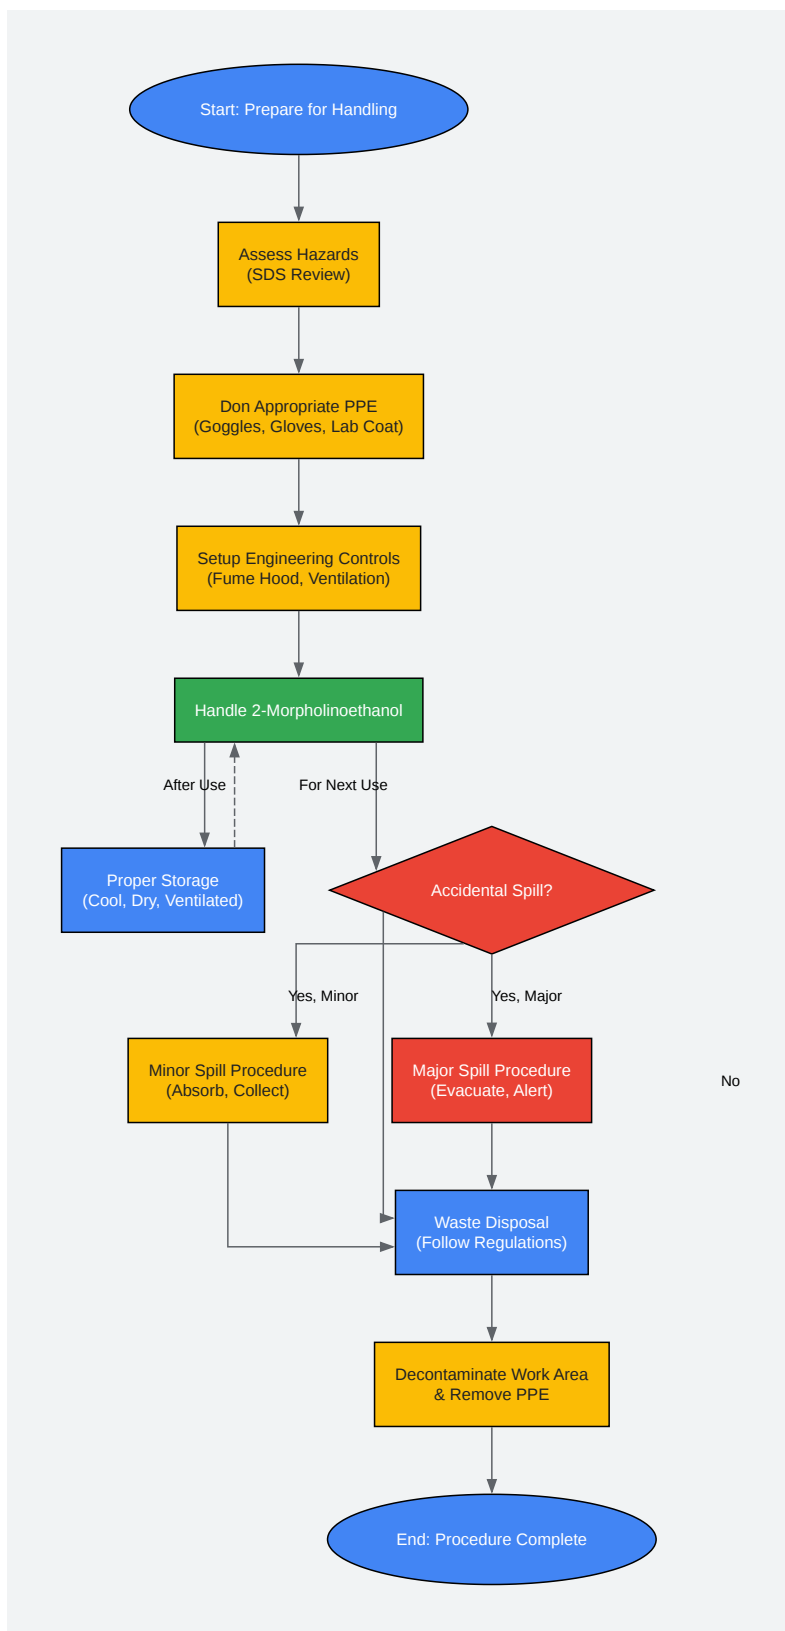 Start: Prepare for Handling
Assess Hazards
(SDS Review)
Don Appropriate PPE
(Goggles, Gloves, Lab Coat)
Setup Engineering Controls
(Fume Hood, Ventilation)
Handle 2-Morpholinoethanol
After Use
For Next Use
Proper Storage
(Cool, Dry, Ventilated)
Accidental Spill?
Yes, Minor
Yes, Major
Minor Spill Procedure
(Absorb, Collect)
Major Spill Procedure
(Evacuate, Alert)
No
Waste Disposal
(Follow Regulations)
Decontaminate Work Area
& Remove PPE
End: Procedure Complete